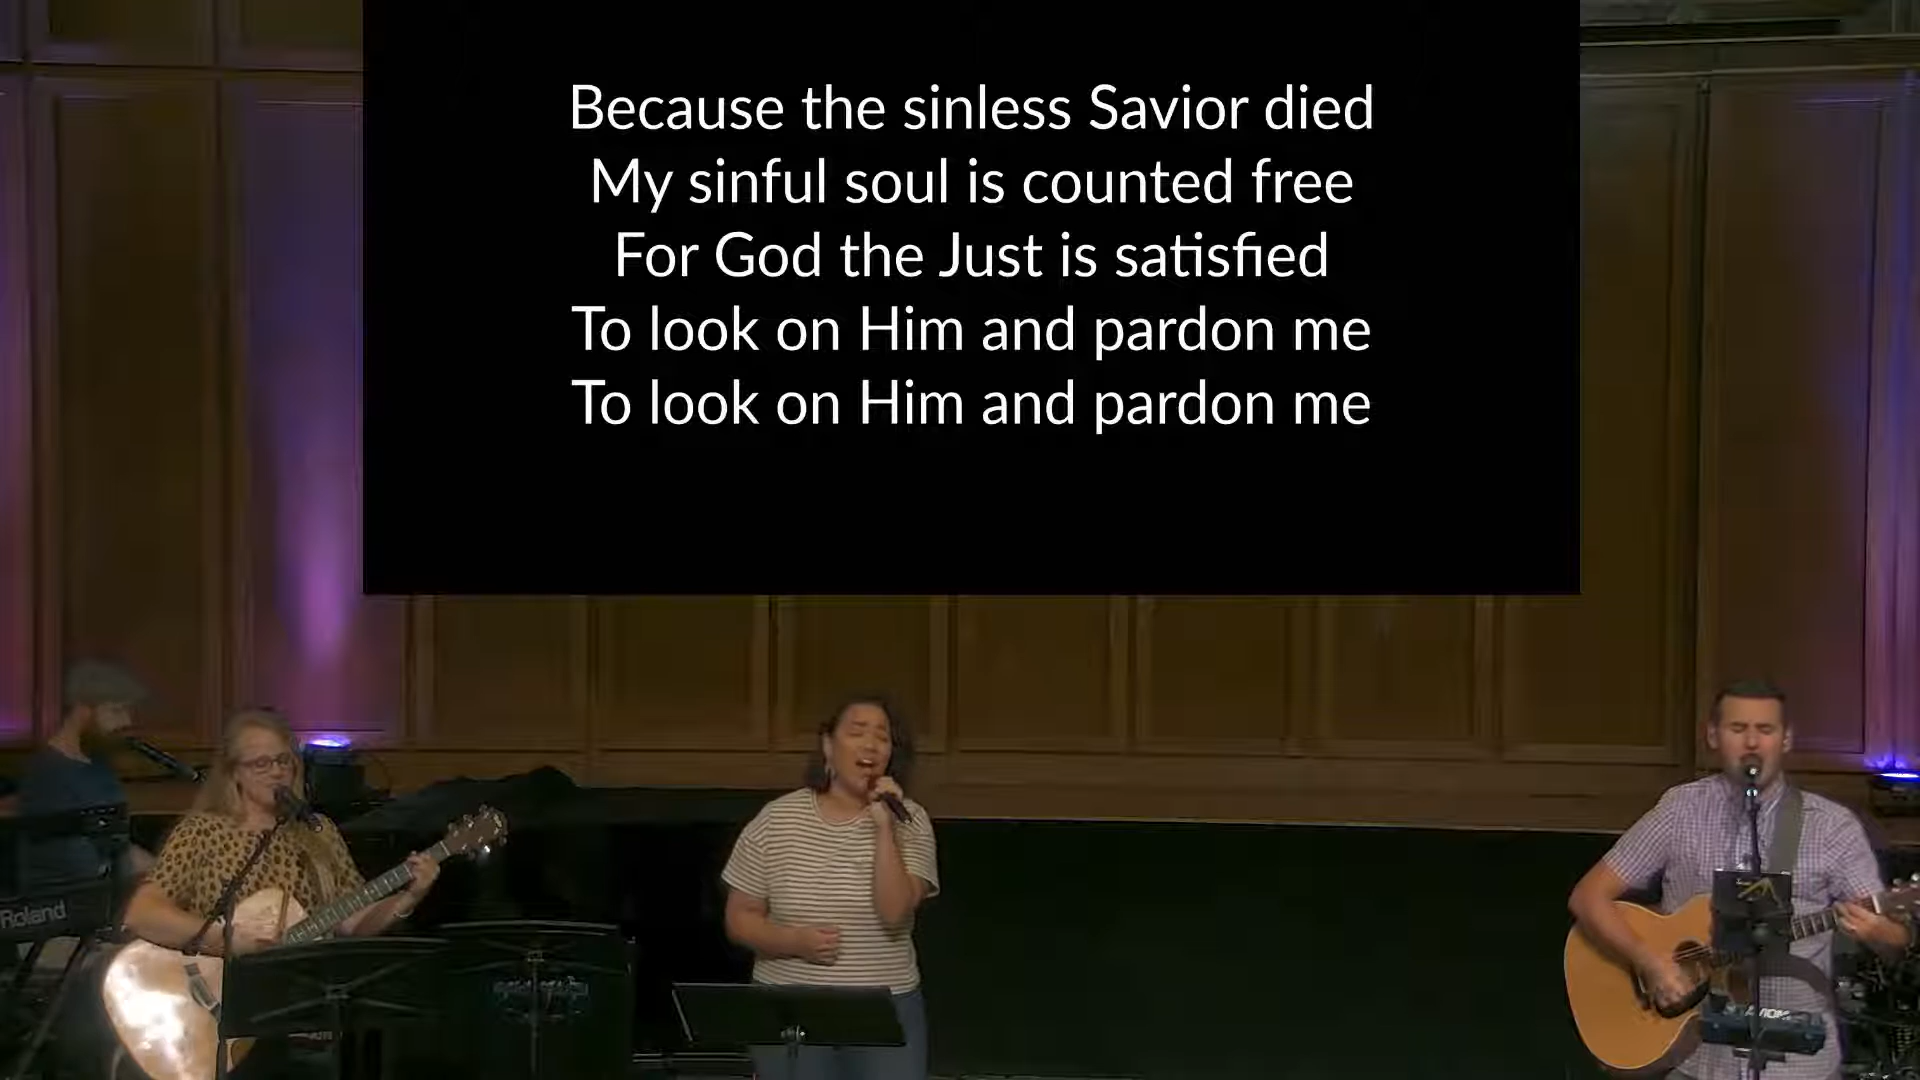 Because the sinless Savior died
My sinful soul is counted free
For God the Just is satisfied
To look on Him and pardon me
To look on Him and pardon me
Roland
AVIOM